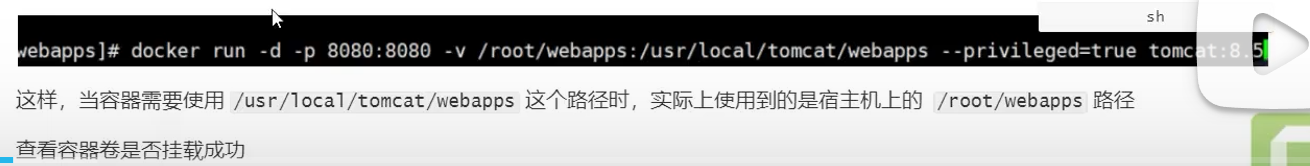 sh
webapps]# docker run -d -p 8080:8080 -v /root/webapps:/usr/local/tomcat/webapps --privileged=true tomcat:8.5
这样，当容器需要使用 /usr/local/tomcat/webapps 这个路径时，实际上使用到的是宿主机上的 /root/webapps 路径
查看容器卷是否挂载成功